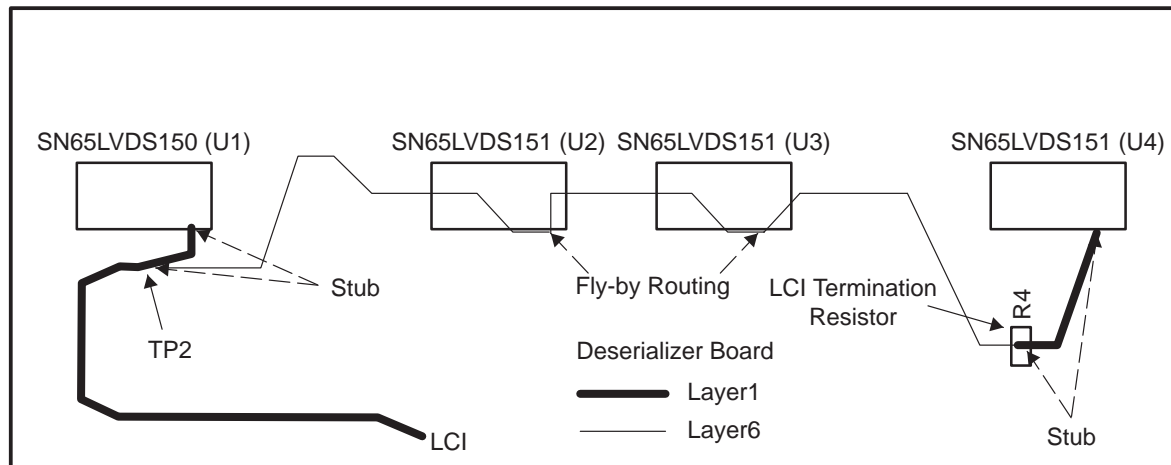 SN65LVDS150 (U1)
SN65LVDS151 (U2)
SN65LVDS151 (U3)
SN65LVDS151 (U4)
Stub
Fly-by Routing
LCI Termination
Resistor
R4
TP2
Deserializer Board
Layer1
Layer6
LCI
Stub